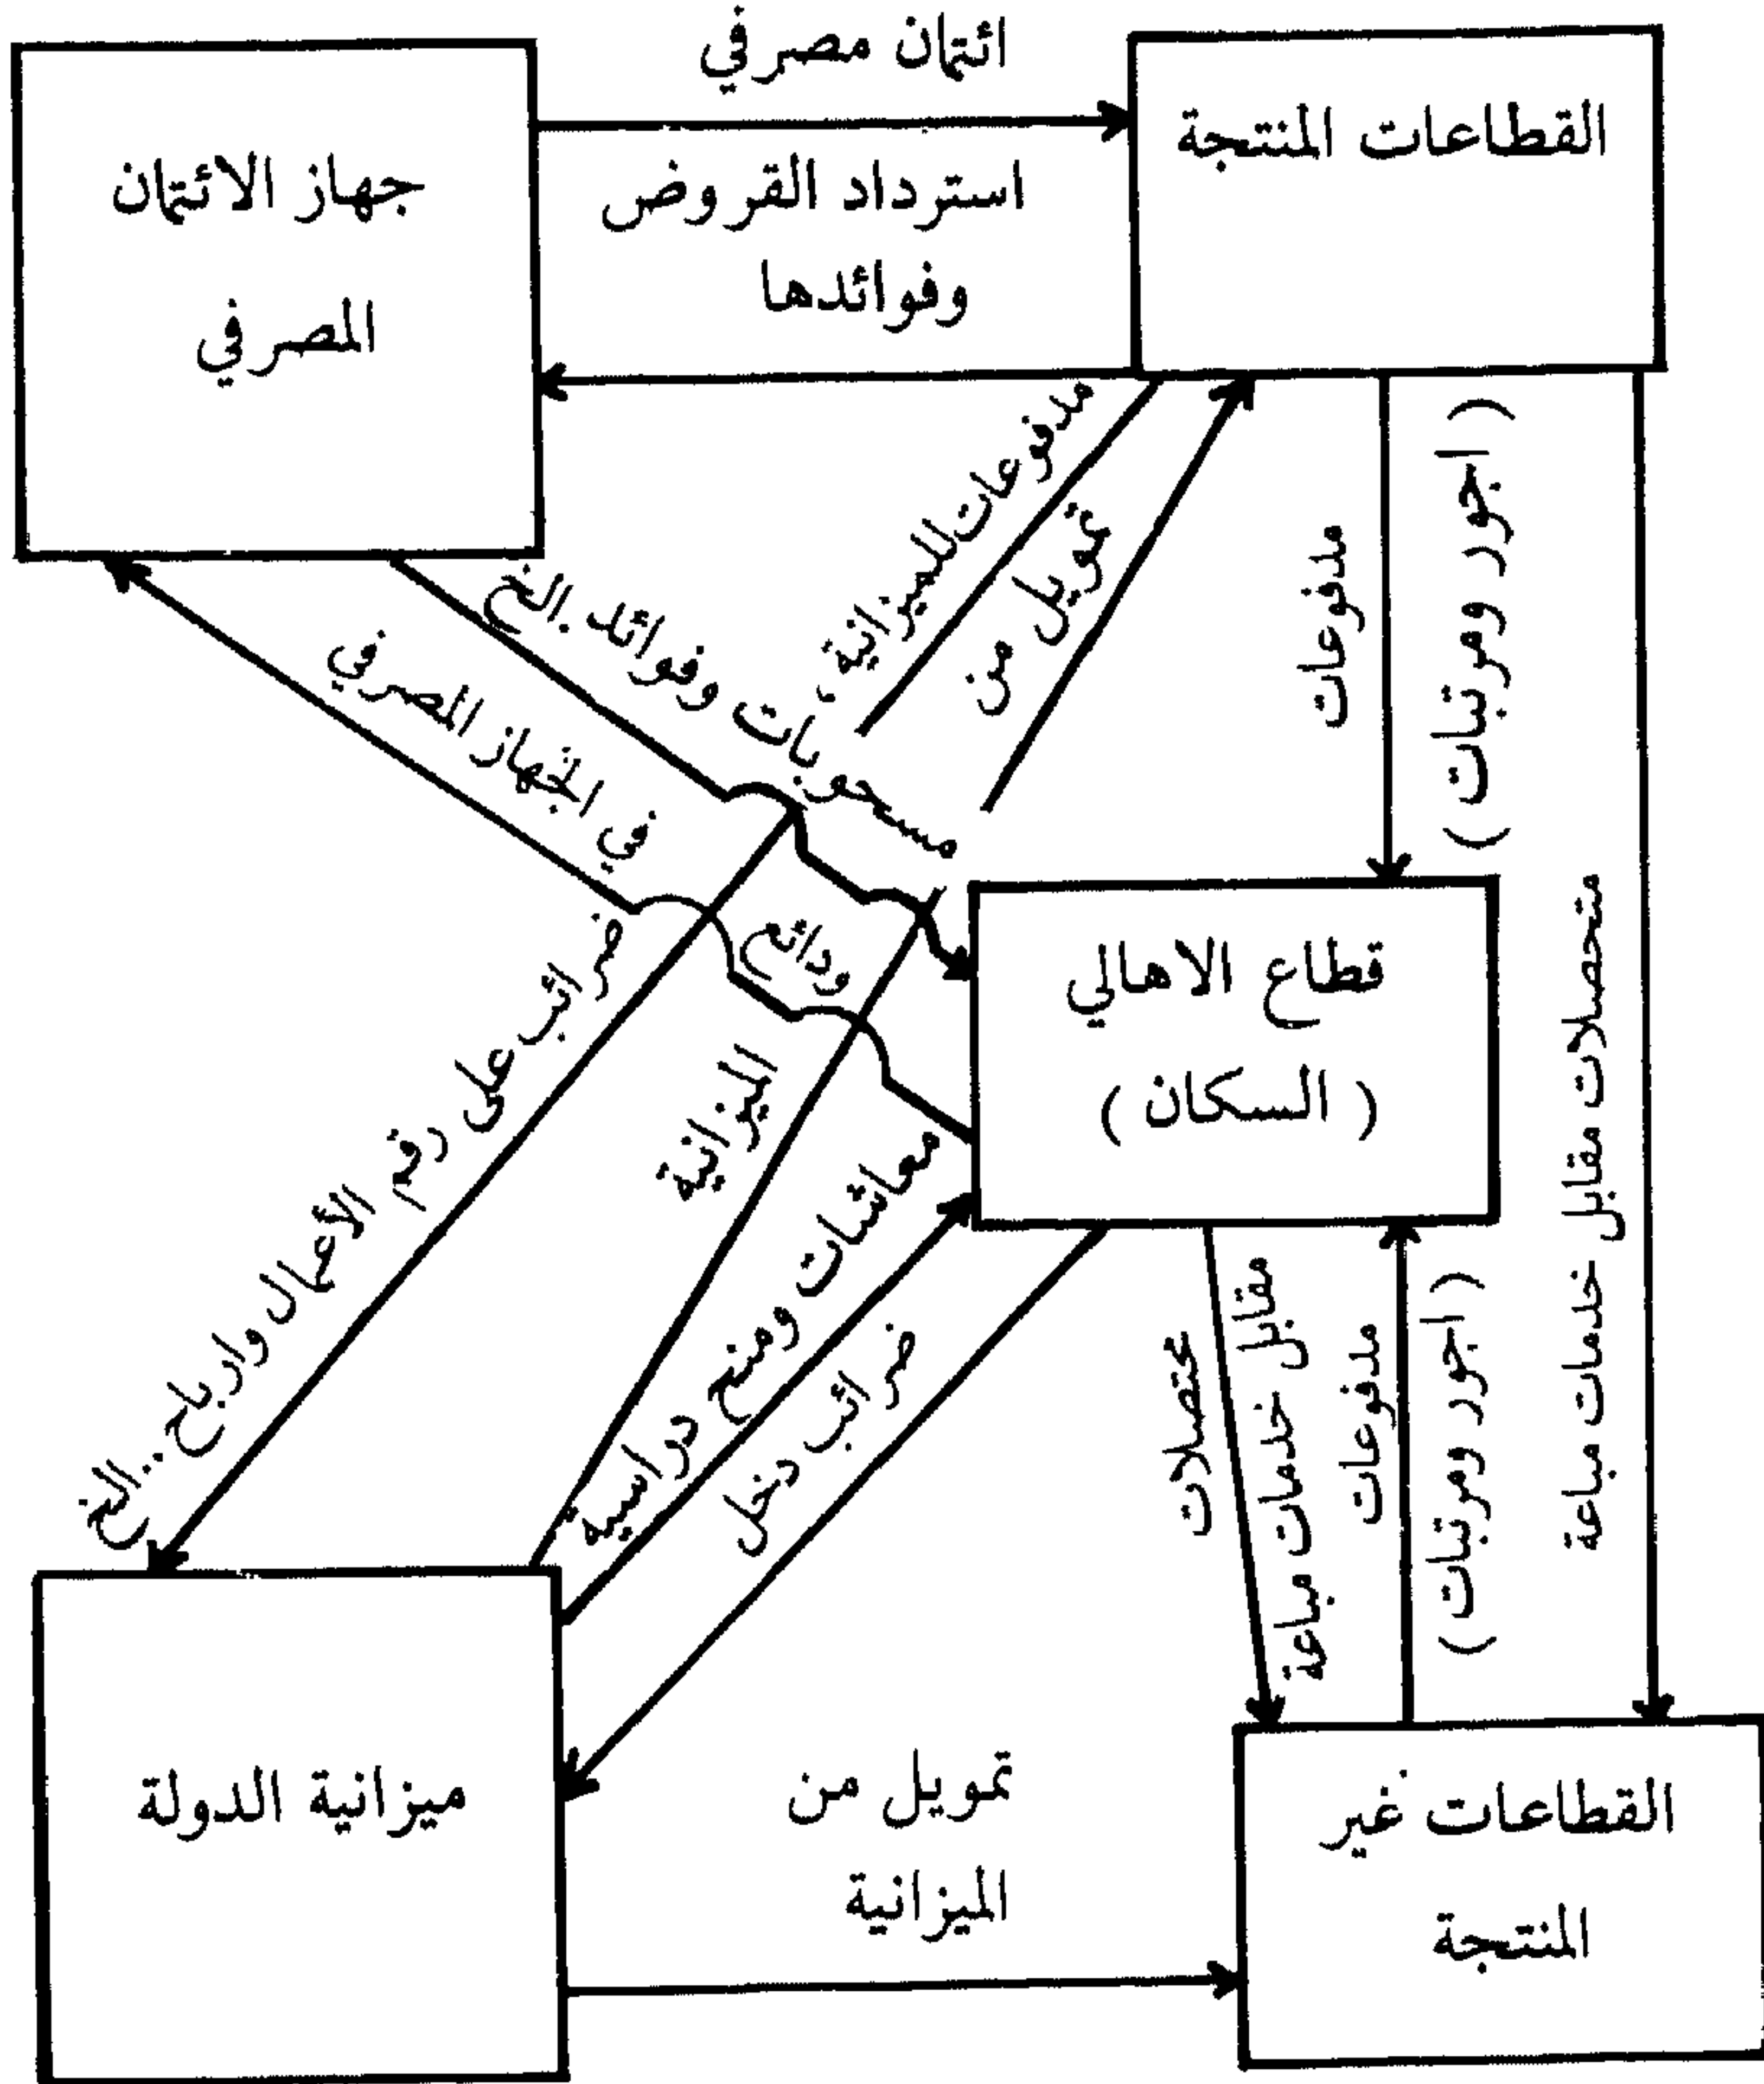 ائتمان مصرفي
القطاعات المنتجة
جهاز الائتمان
المصرفي
استرداد القروض
وفوائدها
مدفوعات للميزانية،
تمويل من
الميزانية
مدفوعات
( اجور ومرتبات )
مسحوبات وفوائد .الخ
ودائع
في الجهاز المصرفي
ضرائب على رقم الأعمال وارباح ..الخ
قطاع الاهالي
( السكان )
معاشات ومنح دراسية
ضرائب دخل
متحصلات مقابل خدمات مباعة
مقابل خدمات مباعة
مدفوعات
( اجور ومرتبات )
ميزانية الدولة
تمويل من
الميزانية
القطاعات غير
المنتجة